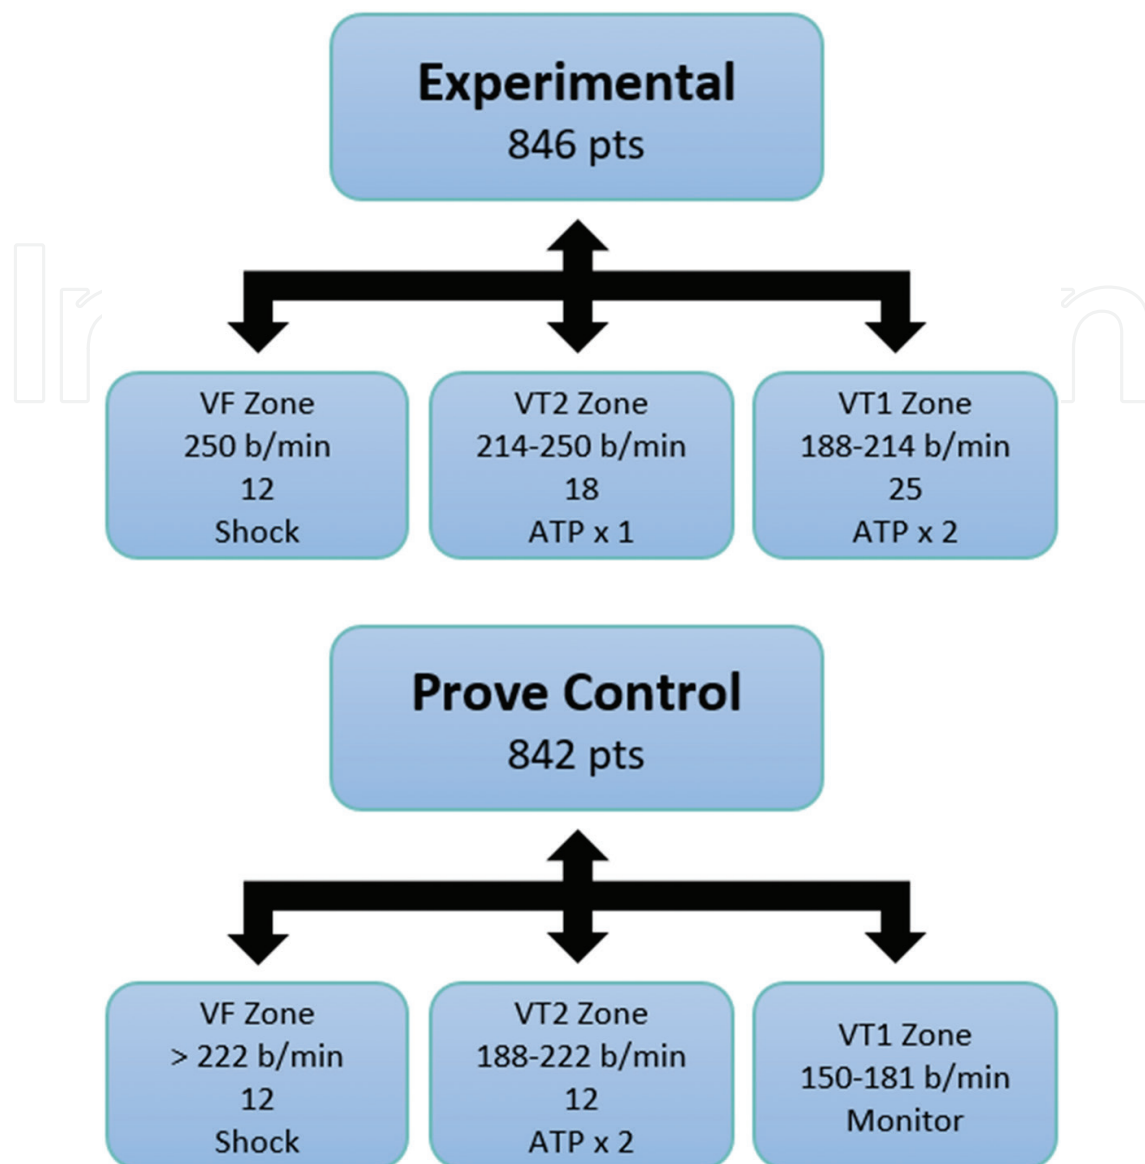 Experimental
846 pts
VF Zone
250 b/min
12
Shock
VT2 Zone
214-250 b/min
18
ATP x 1
VT1 Zone
188-214 b/min
25
ATP x 2
Prove Control
842 pts
VF Zone
> 222 b/min
12
Shock
VT2 Zone
188-222 b/min
12
ATP x 2
VT1 Zone
150-181 b/min
Monitor